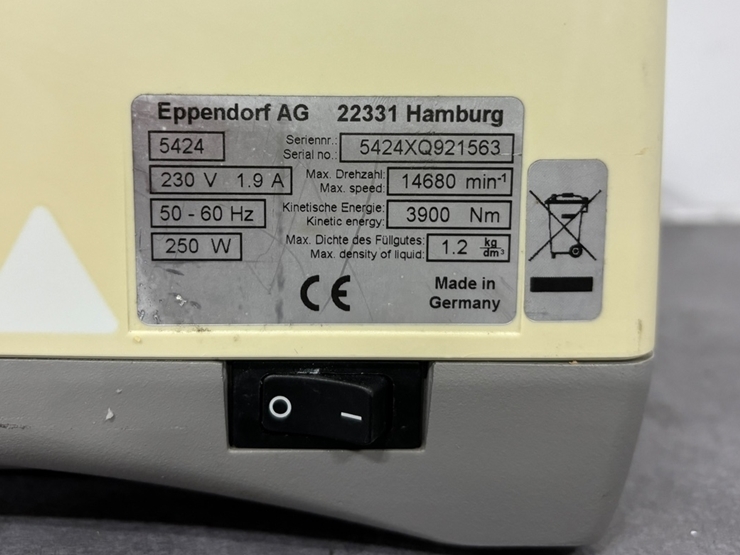 Eppendorf AG 22331 Hamburg
5424 Seriennr.: Serial no.: 5424XQ921563
230 V 1.9 A Max. Drehzahl: Max. speed: 14680 min⁻¹
50 - 60 Hz Kinetische Energie: Kinetic energy: 3900 Nm
250 W Max. Dichte des Füllgutes: Max. density of liquid: 1.2 kg/dm³
CE Made in
Germany
O I